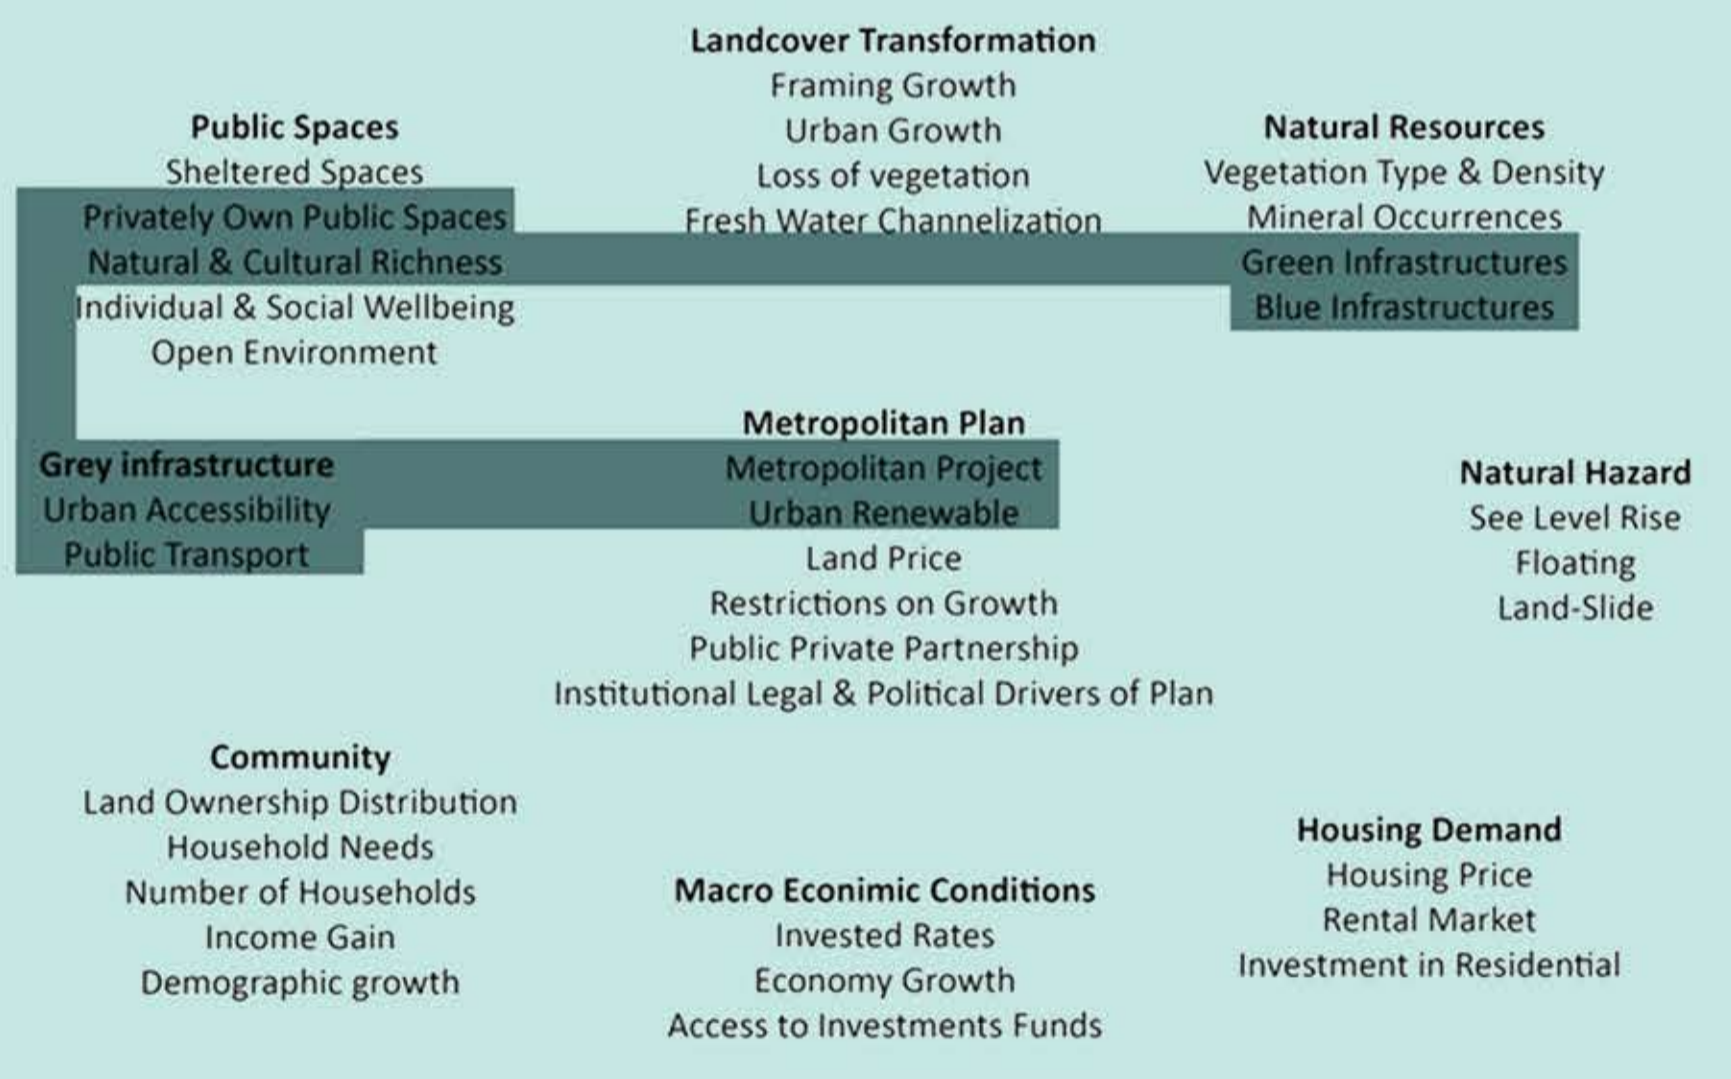 Landcover Transformation
Framing Growth
Urban Growth
Loss of vegetation
Fresh Water Channelization
Public Spaces
Sheltered Spaces
Privately Own Public Spaces
Natural & Cultural Richness
Individual & Social Wellbeing
Open Environment
Natural Resources
Vegetation Type & Density
Mineral Occurrences
Green Infrastructures
Blue Infrastructures
Grey infrastructure
Urban Accessibility
Public Transport
Metropolitan Plan
Metropolitan Project
Urban Renewable
Land Price
Restrictions on Growth
Public Private Partnership
Institutional Legal & Political Drivers of Plan
Natural Hazard
See Level Rise
Floating
Land-Slide
Community
Land Ownership Distribution
Household Needs
Number of Households
Income Gain
Demographic growth
Macro Econimic Conditions
Invested Rates
Economy Growth
Access to Investments Funds
Housing Demand
Housing Price
Rental Market
Investment in Residential